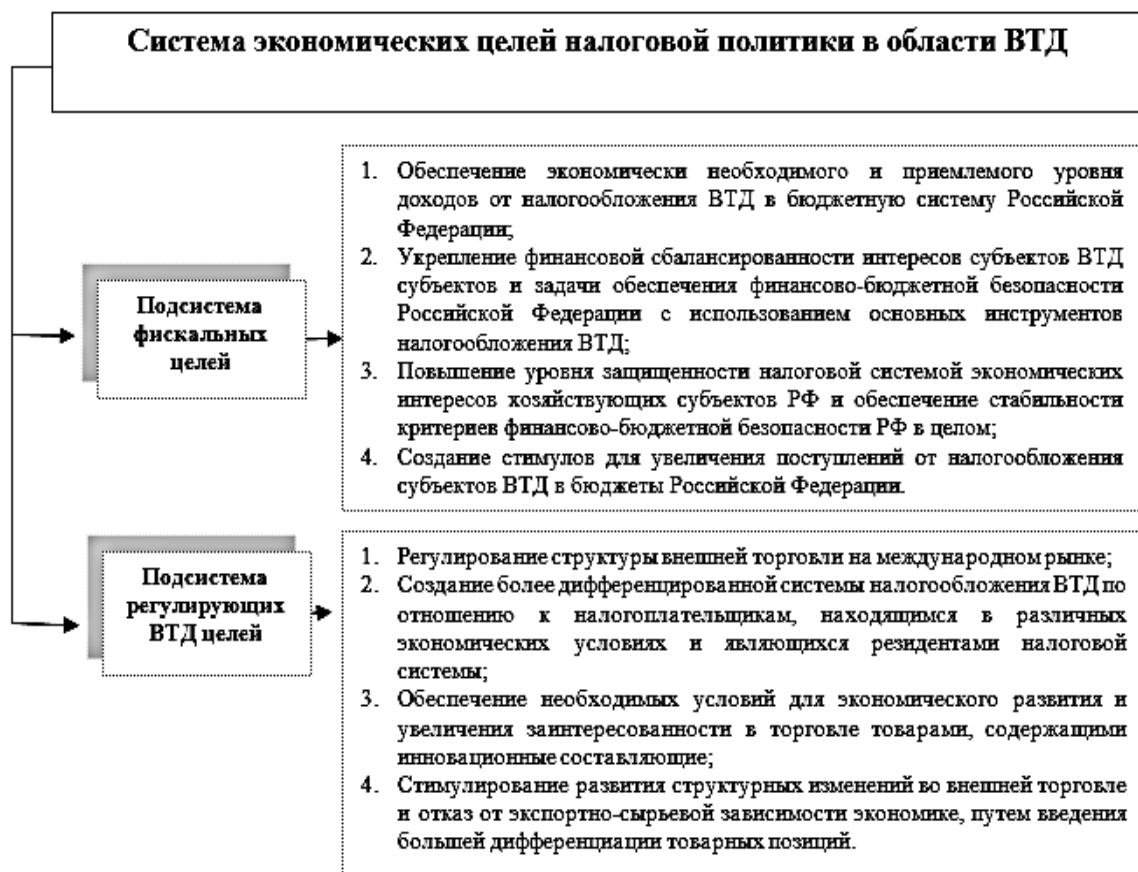 Система экономических целей налоговой политики в области ВТД
Подсистема
фискальных
целей
1. Обеспечение экономически необходимого и приемлемого уровня
доходов от налогообложения ВТД в бюджетную систему Российской
Федерации;
2. Укрепление финансовой сбалансированности интересов субъектов ВТД
субъектов и задачи обеспечения финансово-бюджетной безопасности
Российской Федерации с использованием основных инструментов
налогообложения ВТД;
3. Повышение уровня защищенности налоговой системой экономических
интересов хозяйствующих субъектов РФ и обеспечение стабильности
критериев финансово-бюджетной безопасности РФ в целом;
4. Создание стимулов для увеличения поступлений от налогообложения
субъектов ВТД в бюджеты Российской Федерации.
Подсистема
регулирующих
ВТД целей
1. Регулирование структуры внешней торговли на международном рынке;
2. Создание более дифференцированной системы налогообложения ВТД по
отношению к налогоплательщикам, находящимся в различных
экономических условиях и являющихся резидентами налоговой
системы;
3. Обеспечение необходимых условий для экономического развития и
увеличения заинтересованности в торговле товарами, содержащими
инновационные составляющие;
4. Стимулирование развития структурных изменений во внешней торговле
и отказ от экспортно-сырьевой зависимости экономике, путем введения
большей дифференциации товарных позиций.